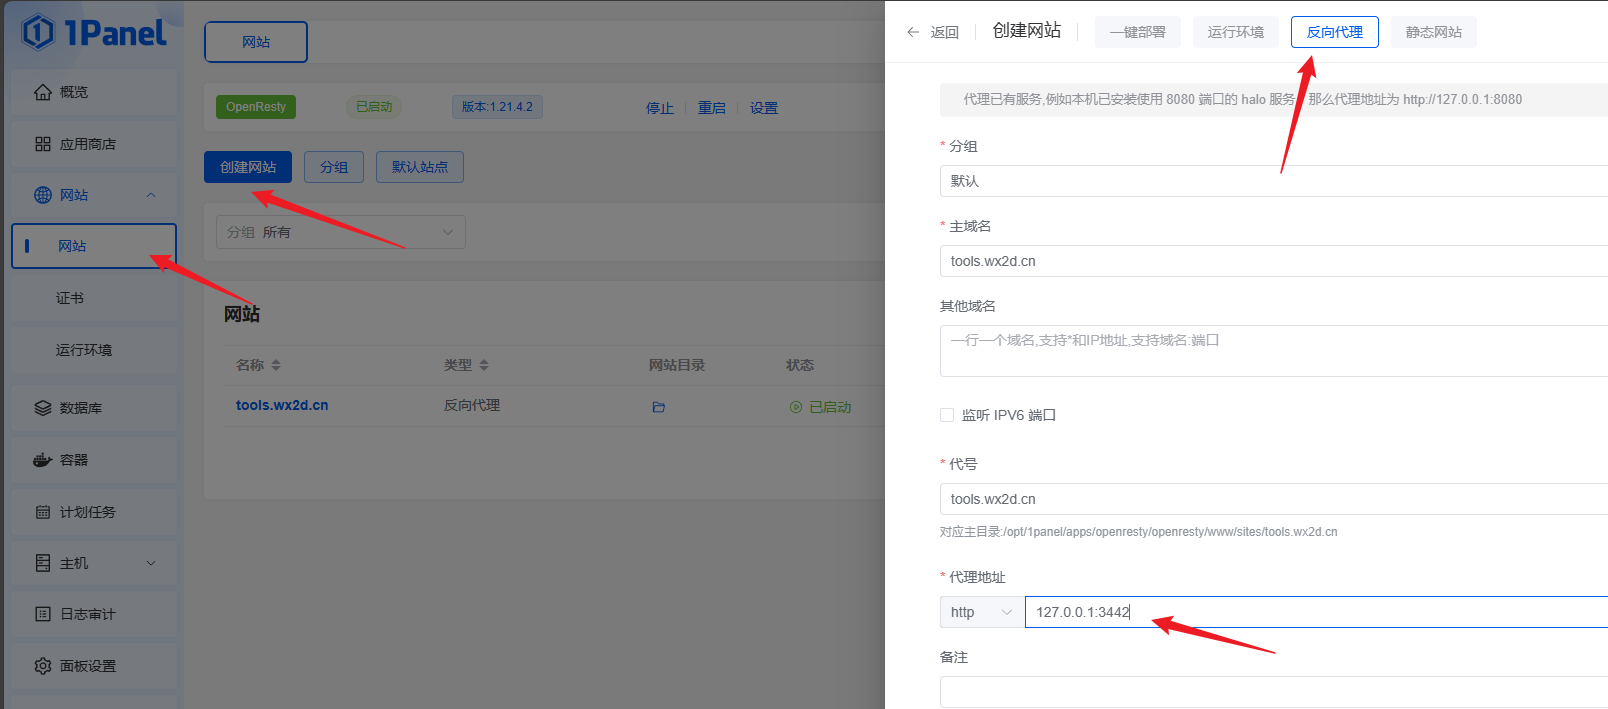 1Panel
概览
应用商店
网站
网站
证书
运行环境
数据库
容器
计划任务
主机
日志审计
面板设置
网站
OpenResty
已启动
版本:1.21.4.2
停止
重启
设置
创建网站
分组
默认站点
分组 所有
网站
名称
类型
网站目录
状态
tools.wx2d.cn
反向代理
已启动
返回
创建网站
一键部署
运行环境
反向代理
静态网站
代理已有服务,例如本机已安装使用 8080 端口的 halo 服务 那么代理地址为 http://127.0.0.1:8080
* 分组
默认
* 主域名
tools.wx2d.cn
其他域名
一行一个域名,支持*和IP地址,支持域名:端口
监听 IPV6 端口
* 代号
tools.wx2d.cn
对应主目录:/opt/1panel/apps/openresty/openresty/www/sites/tools.wx2d.cn
* 代理地址
http
127.0.0.1:3442
备注